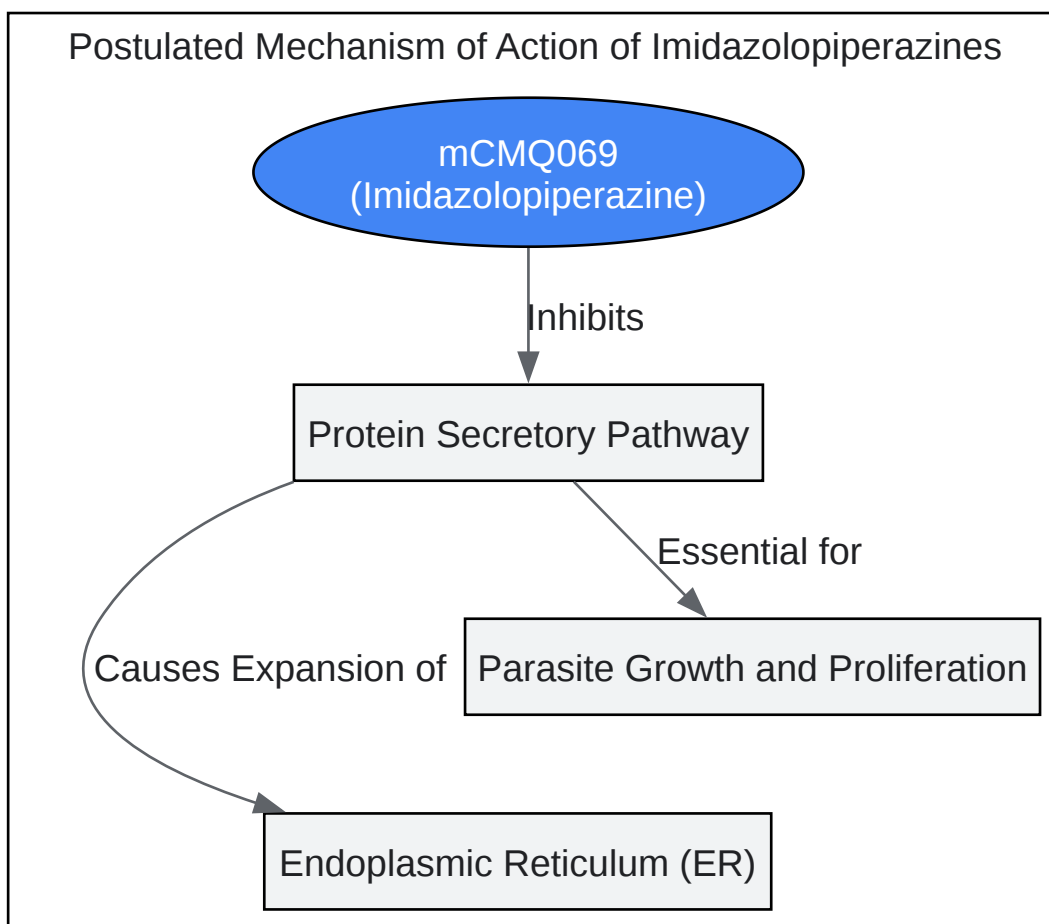 Postulated Mechanism of Action of Imidazolopiperazines
mCMQ069
(Imidazolopiperazine)
Inhibits
Protein Secretory Pathway
Essential for
Causes Expansion of
Parasite Growth and Proliferation
Endoplasmic Reticulum (ER)